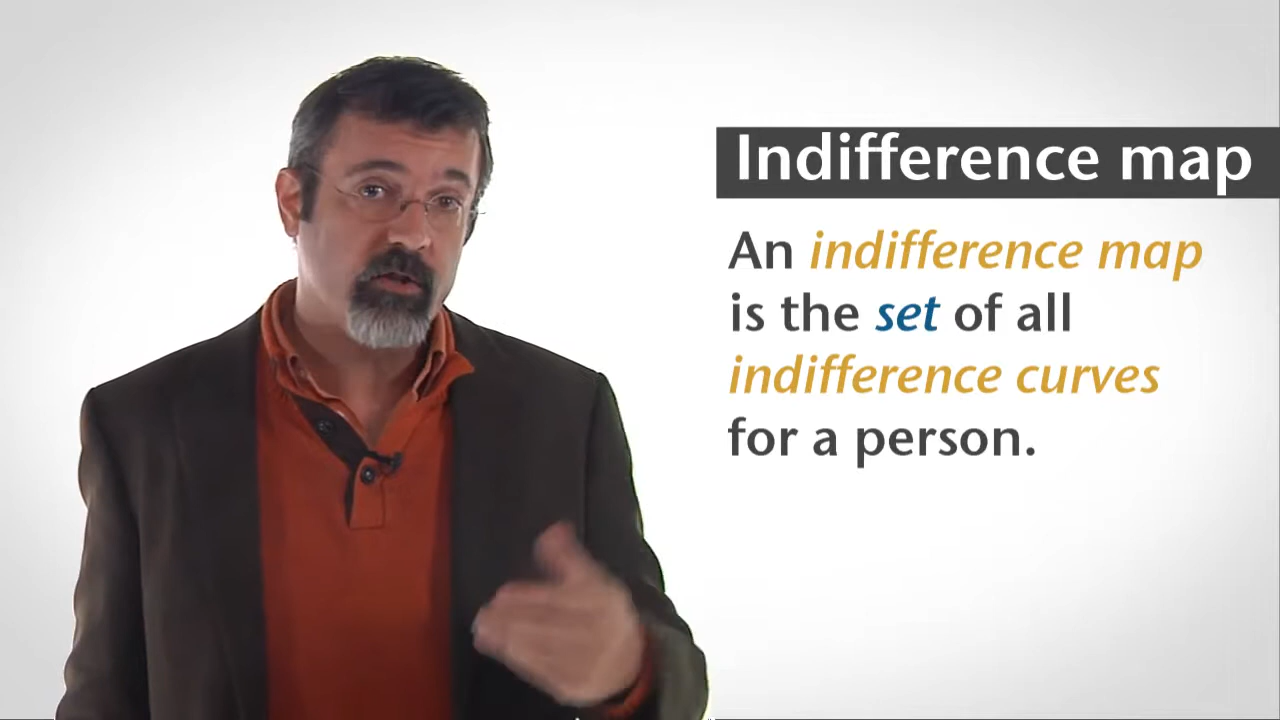 Indifference map
An indifference map
is the set of all
indifference curves
for a person.